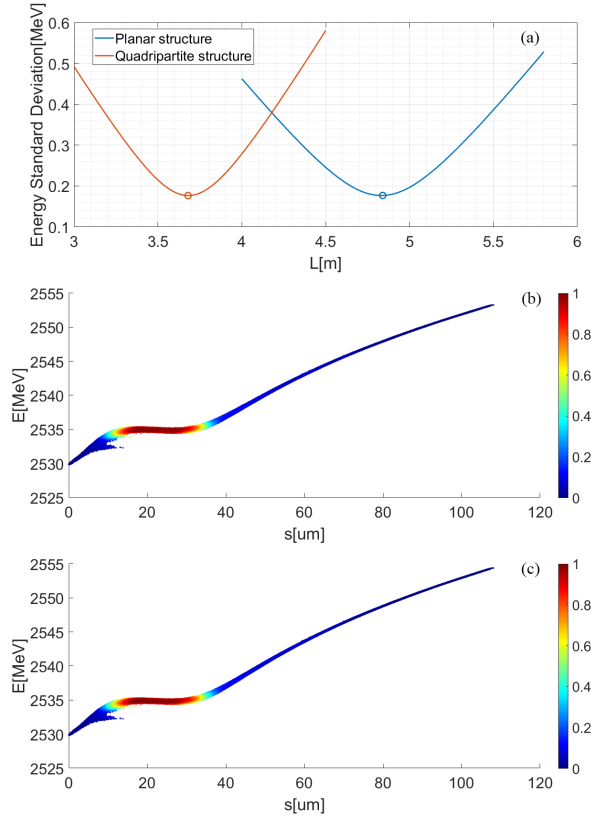 0.6
0.5
0.4
0.3
0.2
0.1
Energy Standard Deviation[MeV]
Planar structure
Quadripartite structure
(a)
3 3.5 4 4.5 5 5.5 6
L[m]
2555
2550
2545
2540
2535
2530
2525
E[MeV]
(b)
1
0.8
0.6
0.4
0.2
0
0 20 40 60 80 100 120
s[um]
2555
2550
2545
2540
2535
2530
2525
E[MeV]
(c)
1
0.8
0.6
0.4
0.2
0
0 20 40 60 80 100 120
s[um]